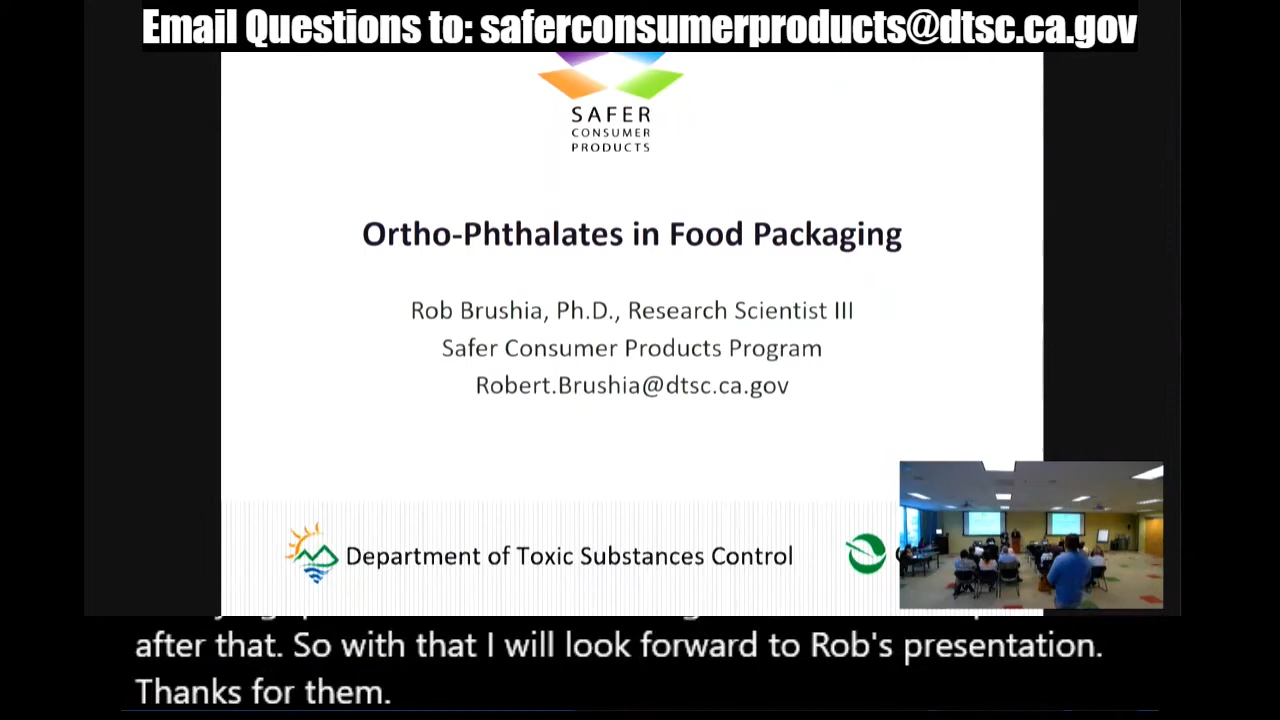 Email Questions to: saferconsumerproducts@dtsc.ca.gov
SAFER
CONSUMER
PRODUCTS
Ortho-Phthalates in Food Packaging
Rob Brushia, Ph.D., Research Scientist III
Safer Consumer Products Program
Robert.Brushia@dtsc.ca.gov
Department of Toxic Substances Control
after that. So with that I will look forward to Rob's presentation.
Thanks for them.